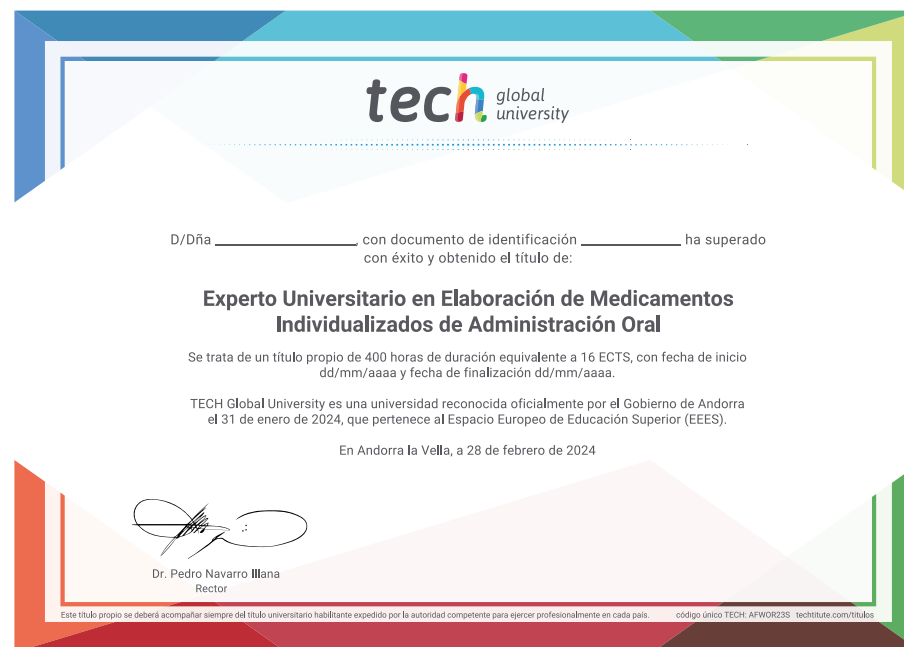 tech global university
D/Dña ____________, con documento de identificación ____________ ha superado
con éxito y obtenido el título de:
Experto Universitario en Elaboración de Medicamentos
Individualizados de Administración Oral
Se trata de un título propio de 400 horas de duración equivalente a 16 ECTS, con fecha de inicio
dd/mm/aaaa y fecha de finalización dd/mm/aaaa.
TECH Global University es una universidad reconocida oficialmente por el Gobierno de Andorra
el 31 de enero de 2024, que pertenece al Espacio Europeo de Educación Superior (EEES).
En Andorra la Vella, a 28 de febrero de 2024
Dr. Pedro Navarro Illana
Rector
Este título propio se deberá acompañar siempre del título universitario habilitante expedido por la autoridad competente para ejercer profesionalmente en cada país. código único TECH: AFWOR23S techtitute.com/titulos